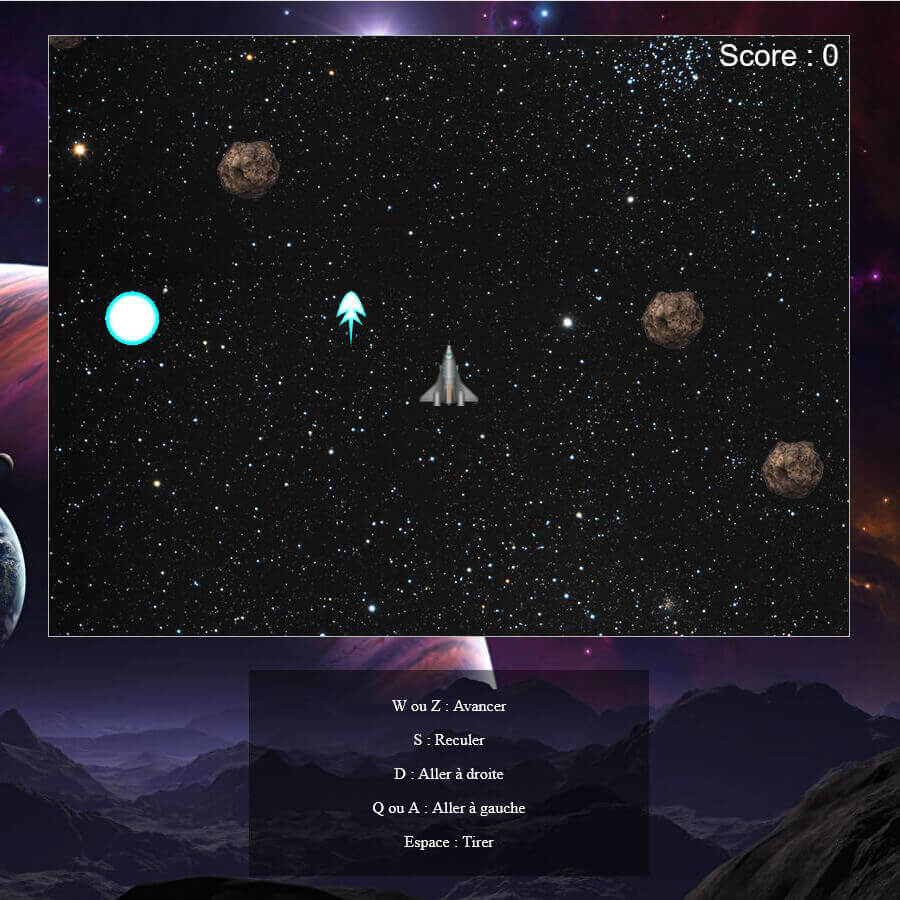 Score : 0
W ou Z : Avancer
S : Reculer
D : Aller à droite
Q ou A : Aller à gauche
Espace : Tirer